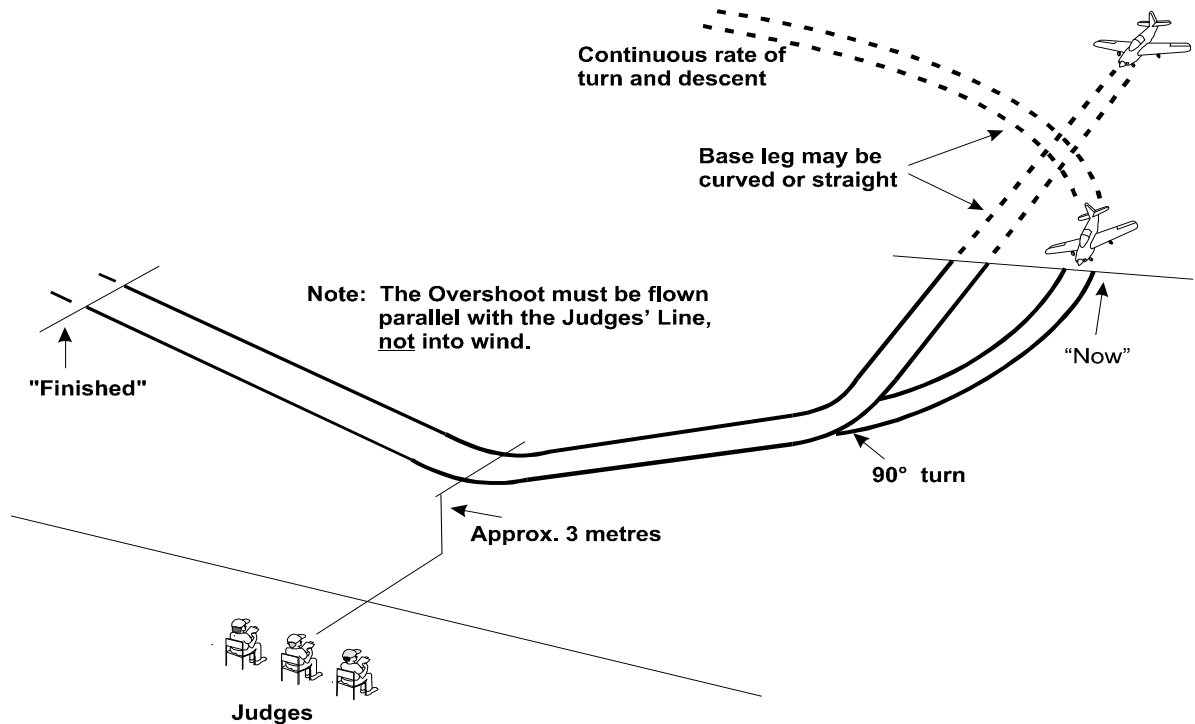 Continuous rate of
turn and descent
Base leg may be
curved or straight
Note: The Overshoot must be flown
parallel with the Judges’ Line,
not into wind.
"Finished"
“Now”
90° turn
Approx. 3 metres
Judges